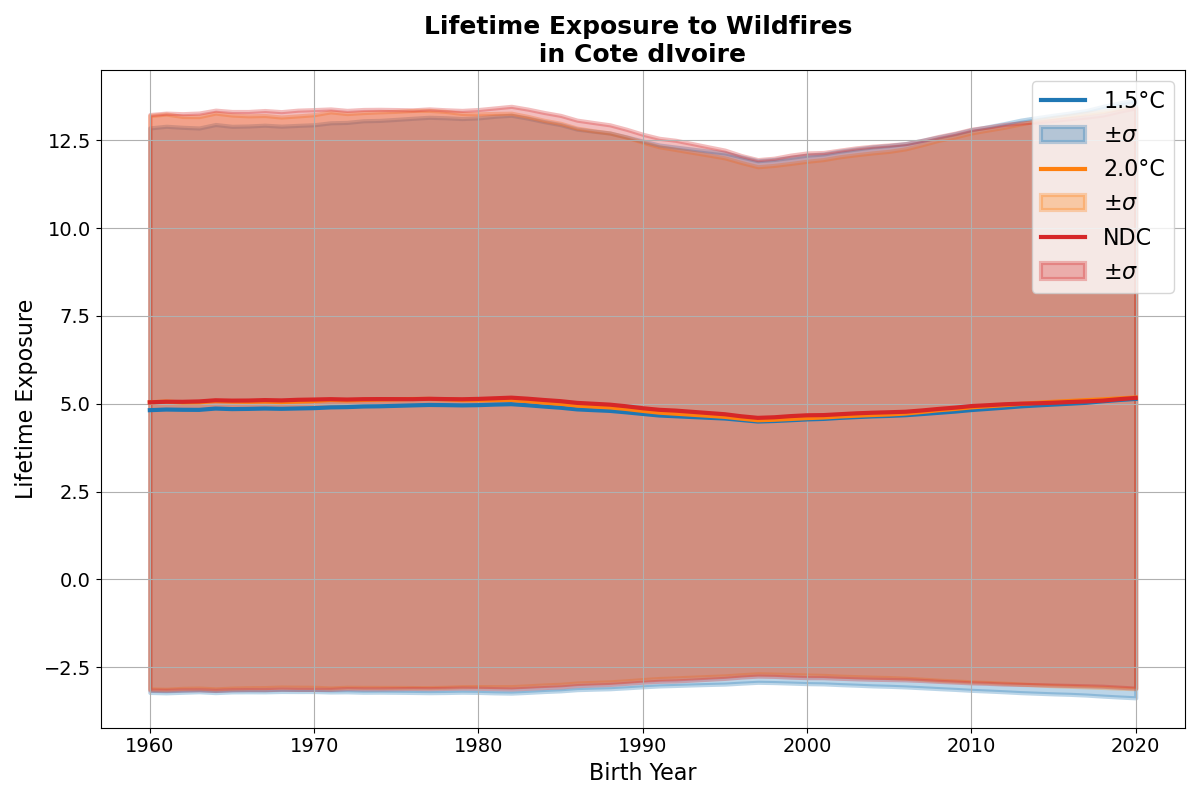 Lifetime Exposure to Wildfires
in Cote dIvoire
Lifetime Exposure
12.5
10.0
7.5
5.0
2.5
0.0
−2.5
1.5°C
±σ
2.0°C
±σ
NDC
±σ
1960 1970 1980 1990 2000 2010 2020
Birth Year